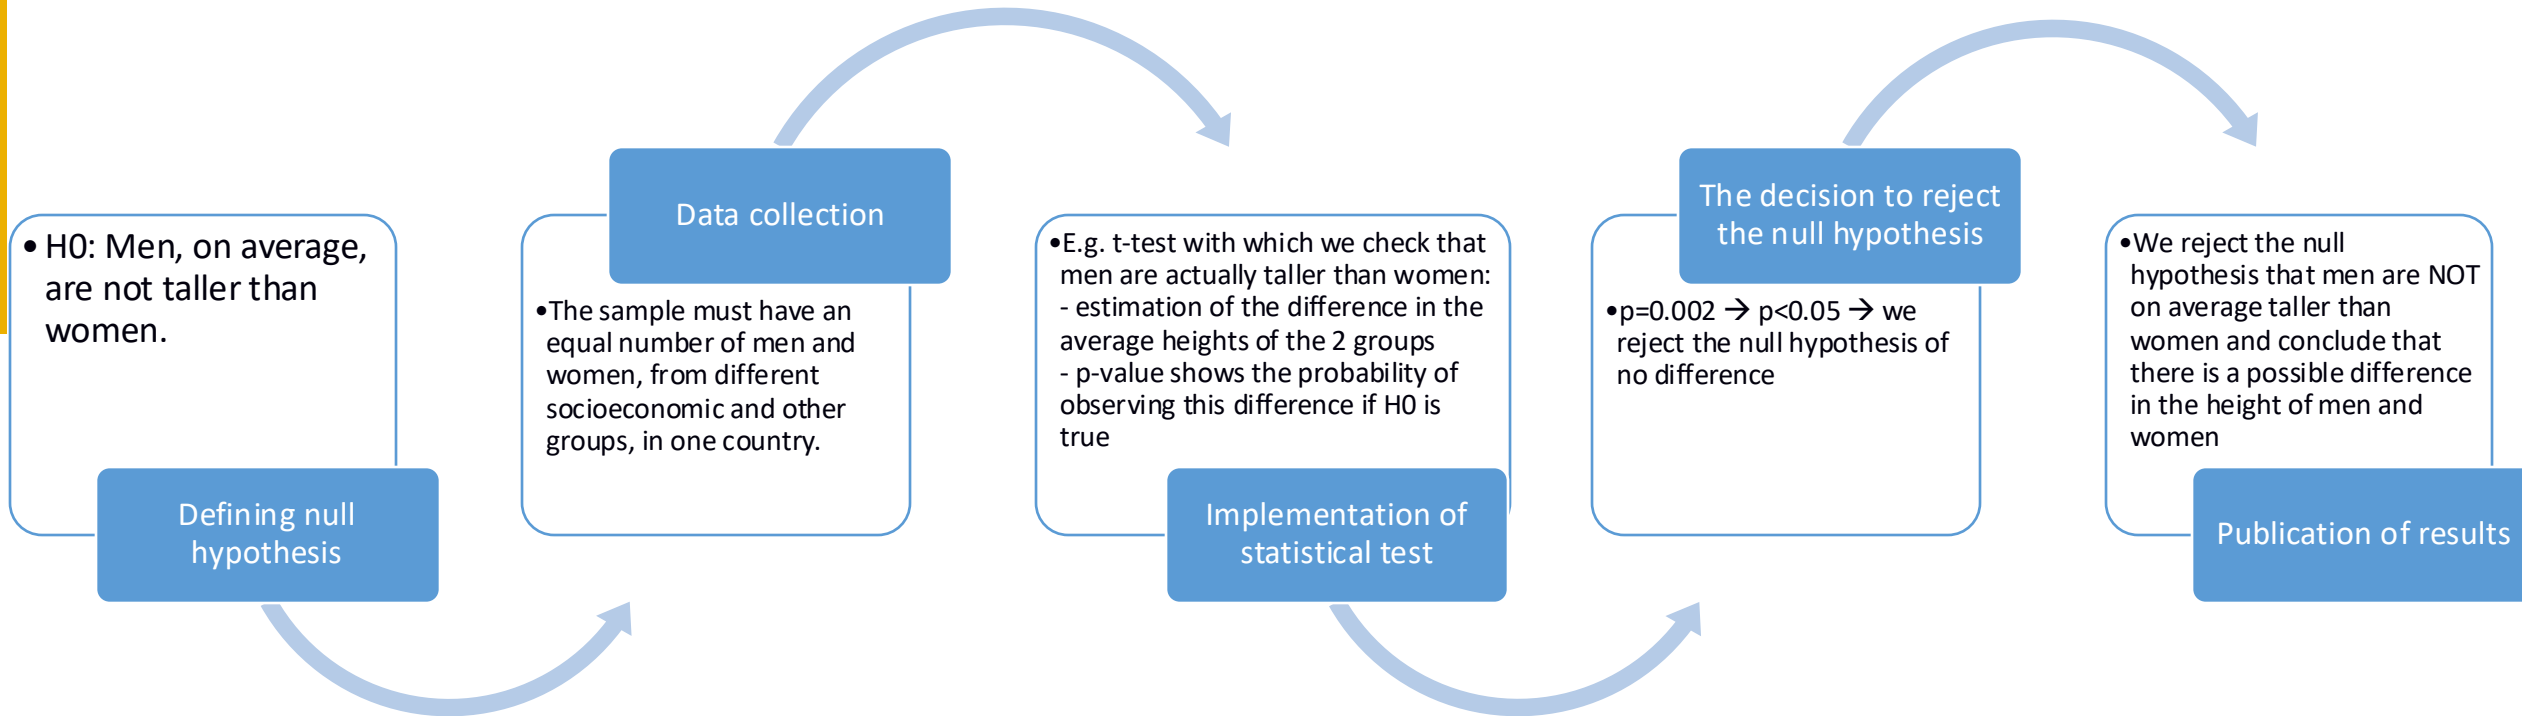 • H0: Men, on average,
are not taller than
women.
Defining null
hypothesis
Data collection
•The sample must have an
equal number of men and
women, from different
socioeconomic and other
groups, in one country.
•E.g. t-test with which we check that
men are actually taller than women:
- estimation of the difference in the
average heights of the 2 groups
- p-value shows the probability of
observing this difference if H0 is
true
Implementation of
statistical test
The decision to reject
the null hypothesis
•p=0.002 → p<0.05 → we
reject the null hypothesis of
no difference
•We reject the null
hypothesis that men are NOT
on average taller than
women and conclude that
there is a possible difference
in the height of men and
women
Publication of results